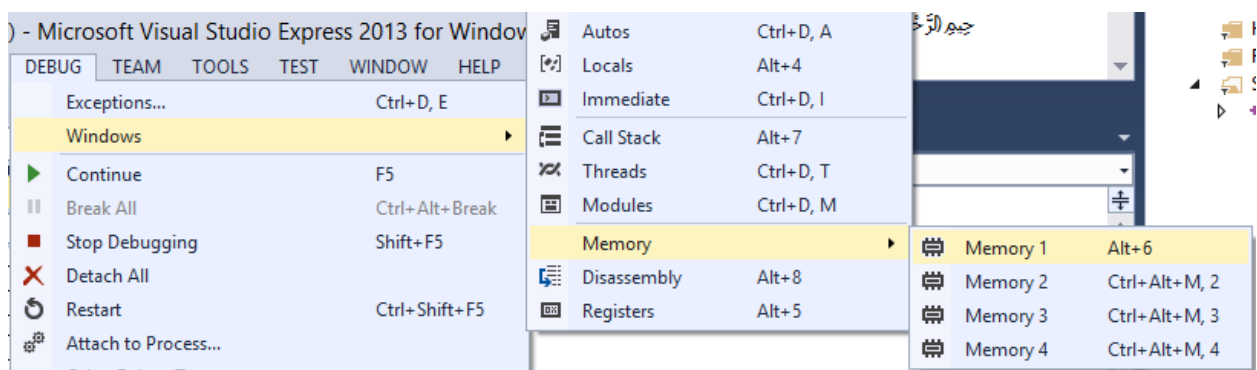 ) - Microsoft Visual Studio Express 2013 for Window
DEBUG TEAM TOOLS TEST WINDOW HELP
Exceptions... Ctrl+D, E
Windows
Continue F5
Break All Ctrl+Alt+Break
Stop Debugging Shift+F5
Detach All
Restart Ctrl+Shift+F5
Attach to Process...
Autos Ctrl+D, A
Locals Alt+4
Immediate Ctrl+D, I
Call Stack Alt+7
Threads Ctrl+D, T
Modules Ctrl+D, M
Memory
Disassembly Alt+8
Registers Alt+5
Memory 1 Alt+6
Memory 2 Ctrl+Alt+M, 2
Memory 3 Ctrl+Alt+M, 3
Memory 4 Ctrl+Alt+M, 4